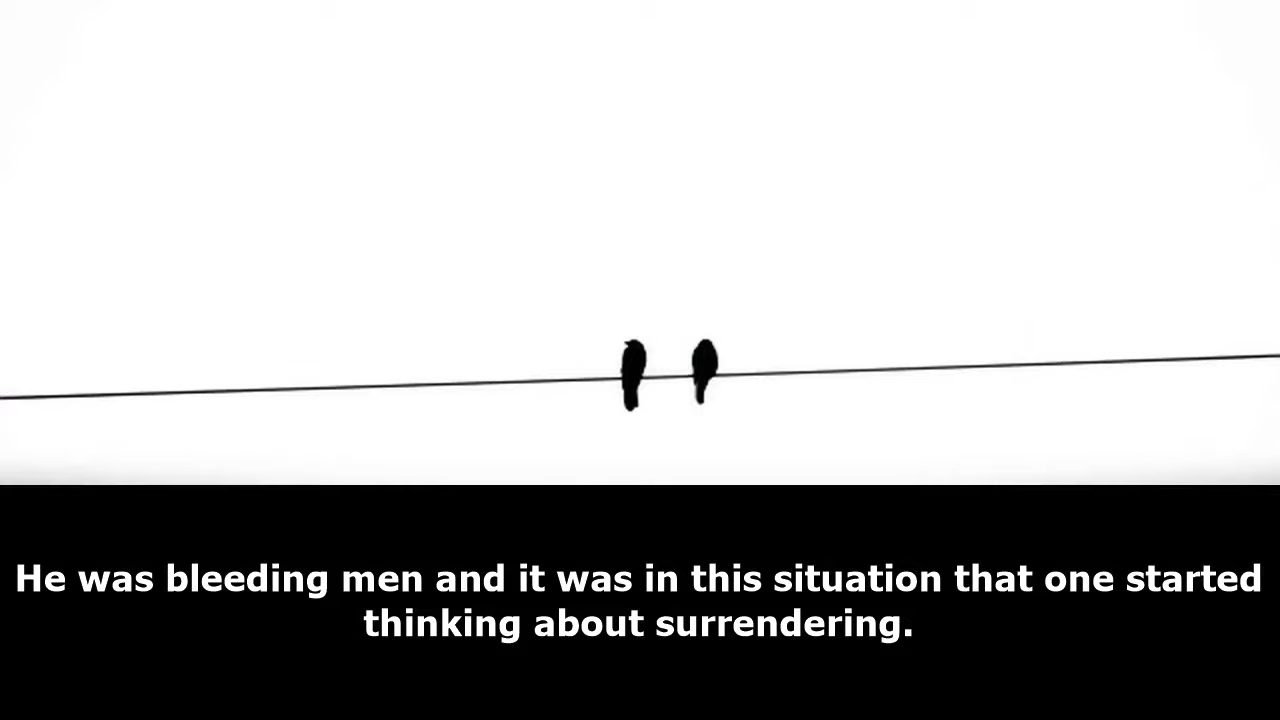 He was bleeding men and it was in this situation that one started
thinking about surrendering.